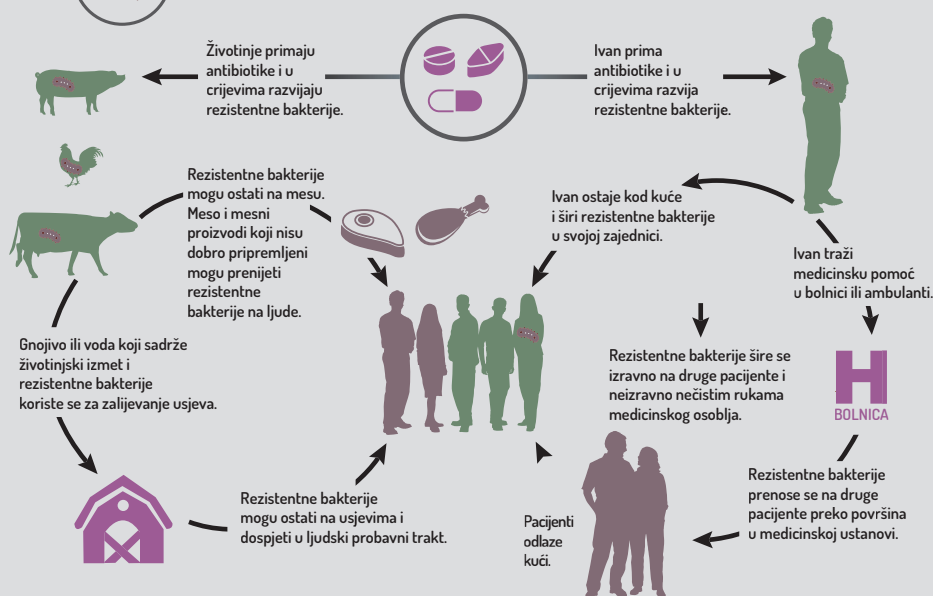 Životinje primaju
antibiotike i u
crijevima razvijaju
rezistentne bakterije.
Ivan prima
antibiotike i u
crijevima razvija
rezistentne bakterije.
Rezistentne bakterije
mogu ostati na mesu.
Meso i mesni
proizvodi koji nisu
dobro pripremljeni
mogu prenijeti
rezistentne
bakterije na ljude.
Ivan ostaje kod kuće
i širi rezistentne bakterije
u svojoj zajednici.
Ivan traži
medicinsku pomoć
u bolnici ili ambulanti.
Gnojivo ili voda koji sadrže
životinjski izmet i
rezistentne bakterije
koriste se za zalijevanje usjeva.
Rezistentne bakterije šire se
izravno na druge pacijente i
neizravno nečistim rukama
medicinskog osoblja.
H
BOLNICA
Rezistentne bakterije
mogu ostati na usjevima i
dospjeti u ljudski probavni trakt.
Pacijenti
odlaze
kući.
Rezistentne bakterije
prenose se na druge
pacijente preko površina
u medicinskoj ustanovi.